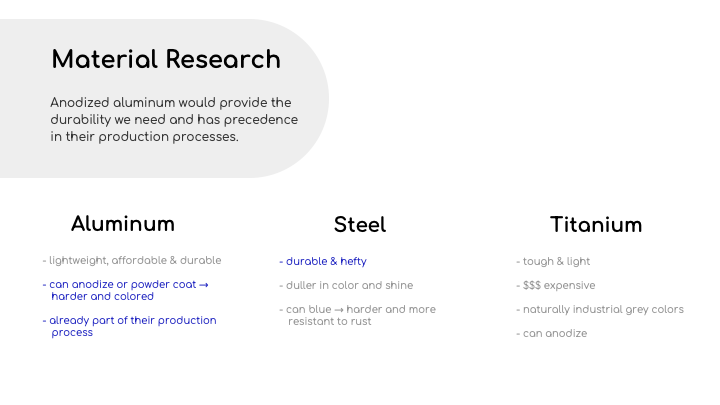 Material Research
Anodized aluminum would provide the
durability we need and has precedence
in their production processes.
Aluminum
- lightweight, affordable & durable
- can anodize or powder coat →
harder and colored
- already part of their production
process
Steel
- durable & hefty
- duller in color and shine
- can blue → harder and more
resistant to rust
Titanium
- tough & light
- $$$ expensive
- naturally industrial grey colors
- can anodize